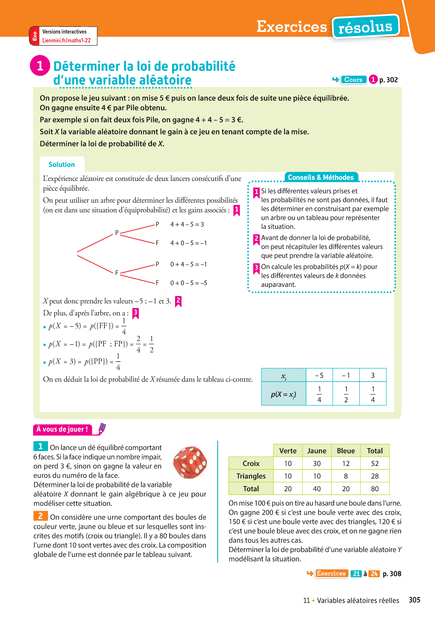 Exercices résolus
Exo
Versions interactives
Lienmini.fr/maths1-22
1 Déterminer la loi de probabilité
d'une variable aléatoire
Cours 1 p. 302
On propose le jeu suivant : on mise 5 € puis on lance deux fois de suite une pièce équilibrée.
On gagne ensuite 4 € par Pile obtenu.
Par exemple si on fait deux fois Pile, on gagne 4 + 4 – 5 = 3 €.
Soit X la variable aléatoire donnant le gain à ce jeu en tenant compte de la mise.
Déterminer la loi de probabilité de X.
Solution
L'expérience aléatoire est constituée de deux lancers consécutifs d'une
pièce équilibrée.
On peut utiliser un arbre pour déterminer les différentes possibilités
(on est dans une situation d'équiprobabilité) et les gains associés : 1
P 4 + 4 – 5 = 3
P
F 4 + 0 – 5 = –1
P 0 + 4 – 5 = –1
F
F 0 + 0 – 5 = –5
X peut donc prendre les valeurs –5 ; –1 et 3. 2
De plus, d'après l'arbre, on a : 3
• p(X = –5) = p({FF}) = 1/4
• p(X = –1) = p({PF ; FP}) = 2/4 = 1/2
• p(X = 3) = p({PP}) = 1/4
On en déduit la loi de probabilité de X résumée dans le tableau ci-contre.
Conseils & Méthodes
1 Si les différentes valeurs prises et
les probabilités ne sont pas données, il faut
les déterminer en construisant par exemple
un arbre ou un tableau pour représenter
la situation.
2 Avant de donner la loi de probabilité,
on peut récapituler les différentes valeurs
que peut prendre la variable aléatoire.
3 On calcule les probabilités p(X = k) pour
les différentes valeurs de k données
auparavant.
xi –5 –1 3
p(X = xi) 1/4 1/2 1/4
À vous de jouer !
1 On lance un dé équilibré comportant
6 faces. Si la face indique un nombre impair,
on perd 3 €, sinon on gagne la valeur en
euros du numéro de la face.
Déterminer la loi de probabilité de la variable
aléatoire X donnant le gain algébrique à ce jeu pour
modéliser cette situation.
2 On considère une urne comportant des boules de
couleur verte, jaune ou bleue et sur lesquelles sont ins-
crites des motifs (croix ou triangle). Il y a 80 boules dans
l'urne dont 10 sont vertes avec des croix. La composition
globale de l'urne est donnée par le tableau suivant.
Verte Jaune Bleue Total
Croix 10 30 12 52
Triangles 10 10 8 28
Total 20 40 20 80
On mise 100 € puis on tire au hasard une boule dans l'urne.
On gagne 200 € si c'est une boule verte avec des croix,
150 € si c'est une boule verte avec des triangles, 120 € si
c'est une boule bleue avec des croix, et on ne gagne rien
dans tous les autres cas.
Déterminer la loi de probabilité d'une variable aléatoire Y
modélisant la situation.
Exercices 21 à 24 p. 308
11 • Variables aléatoires réelles 305